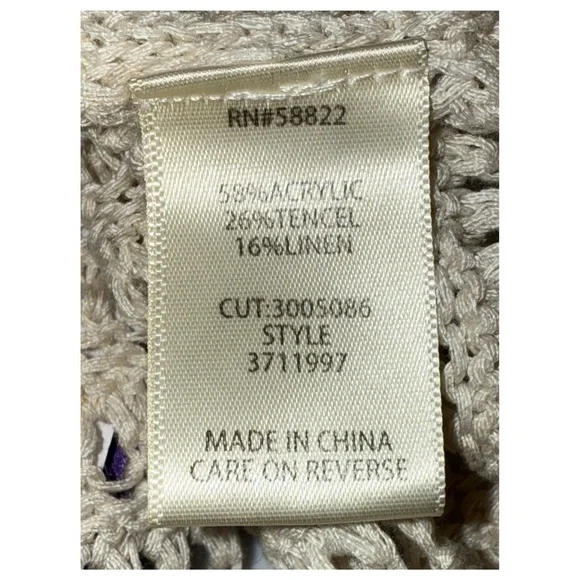 RN#58822
58%ACRYLIC
26%TENCEL
16%LINEN
CUT:3005086
STYLE
3711997
MADE IN CHINA
CARE ON REVERSE